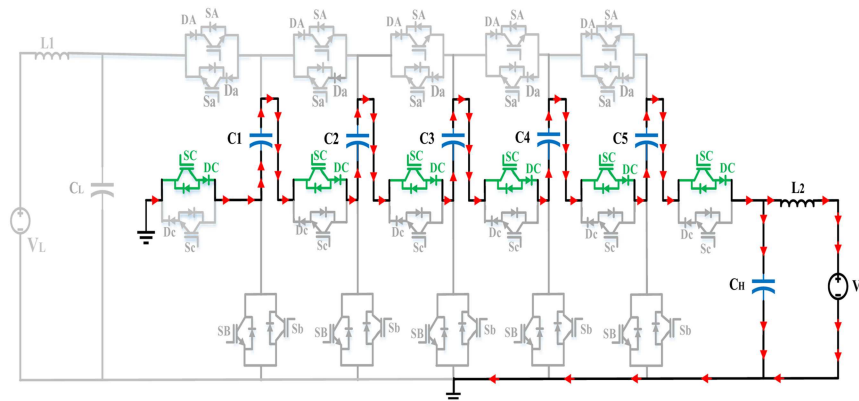 SA SA SA SA SA
DA DA DA DA DA
L1
Da Da Da Da Da
Sa Sa Sa Sa Sa
C1 C2 C3 C4 C5
SC SC SC SC SC SC
DC DC DC DC DC DC
CL
L2
Dc Dc Dc Dc Dc Dc
Sc Sc Sc Sc Sc Sc
VL
CH
V
SB Sb SB Sb SB Sb SB Sb SB Sb